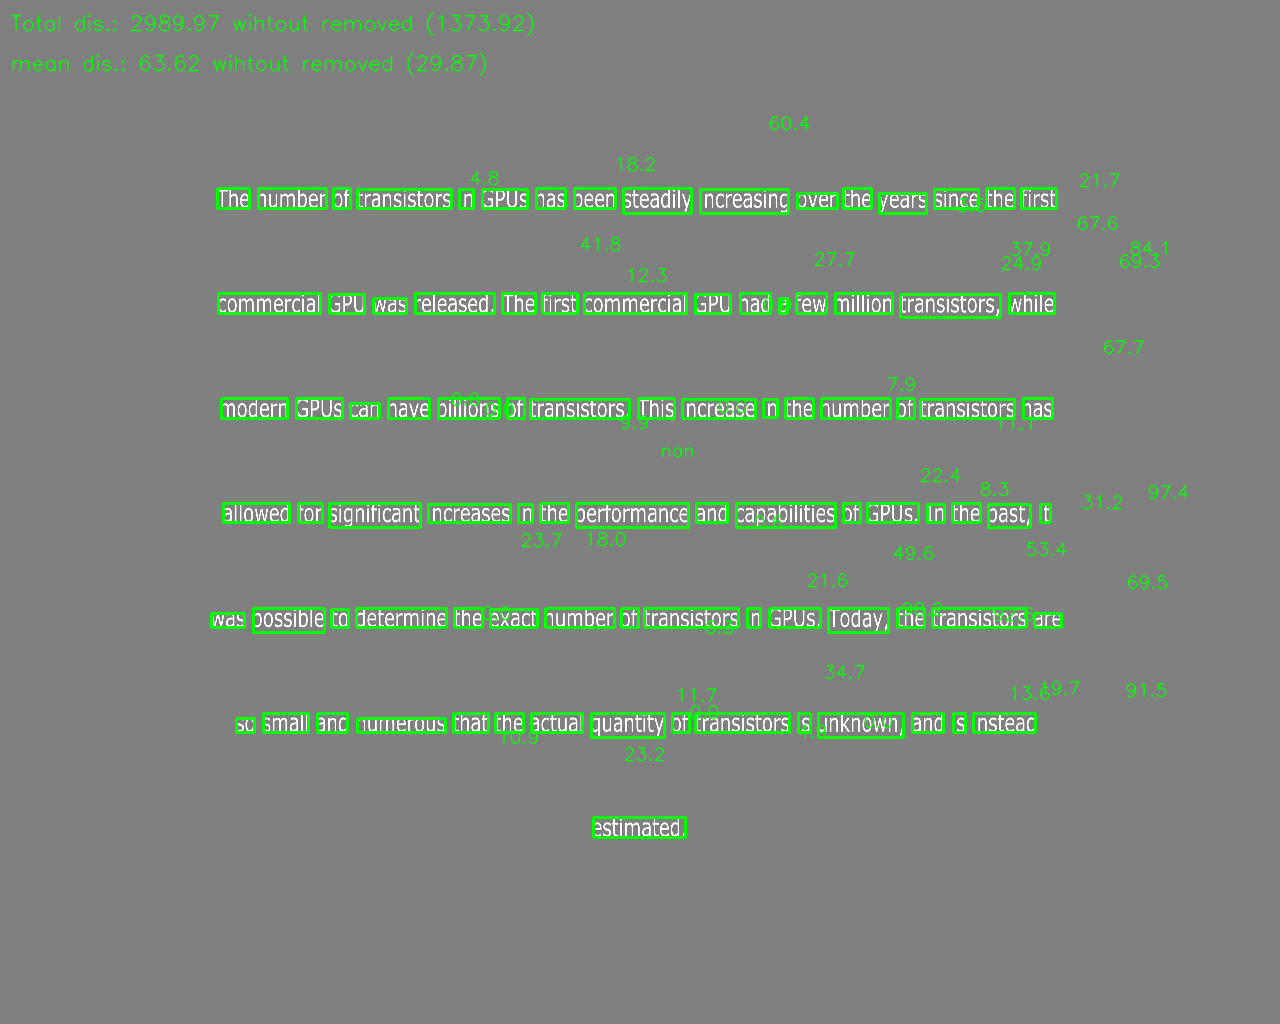 Total dis.: 2989.97 wihtout removed (1373.92)
mean dis.: 63.62 wihtout removed (29.87)
60.4
18.2
4.8
21.7
The number of transistors in GPUs has been steadily increasing over the years since the first
67.6
41.8
37.9 84.1
27.7 24.9 69.3
12.3
commercial GPU was released. The first commercial GPU had a few million transistors, while
67.7
7.9
modern GPUs can have billions of transistors. This increase in the number of transistors has
9.9 11.1
nan
22.4
8.3 97.4
31.2
allowed for significant increases in the performance and capabilities of GPUs. In the past, it
23.7 18.0
49.6 53.4
21.6 69.5
was possible to determine the exact number of transistors in GPUs. Today, the transistors are
34.7
11.7 13.6 19.7 91.5
so small and numerous that the actual quantity of transistors is unknown, and is instead
10.9
23.2
estimated.